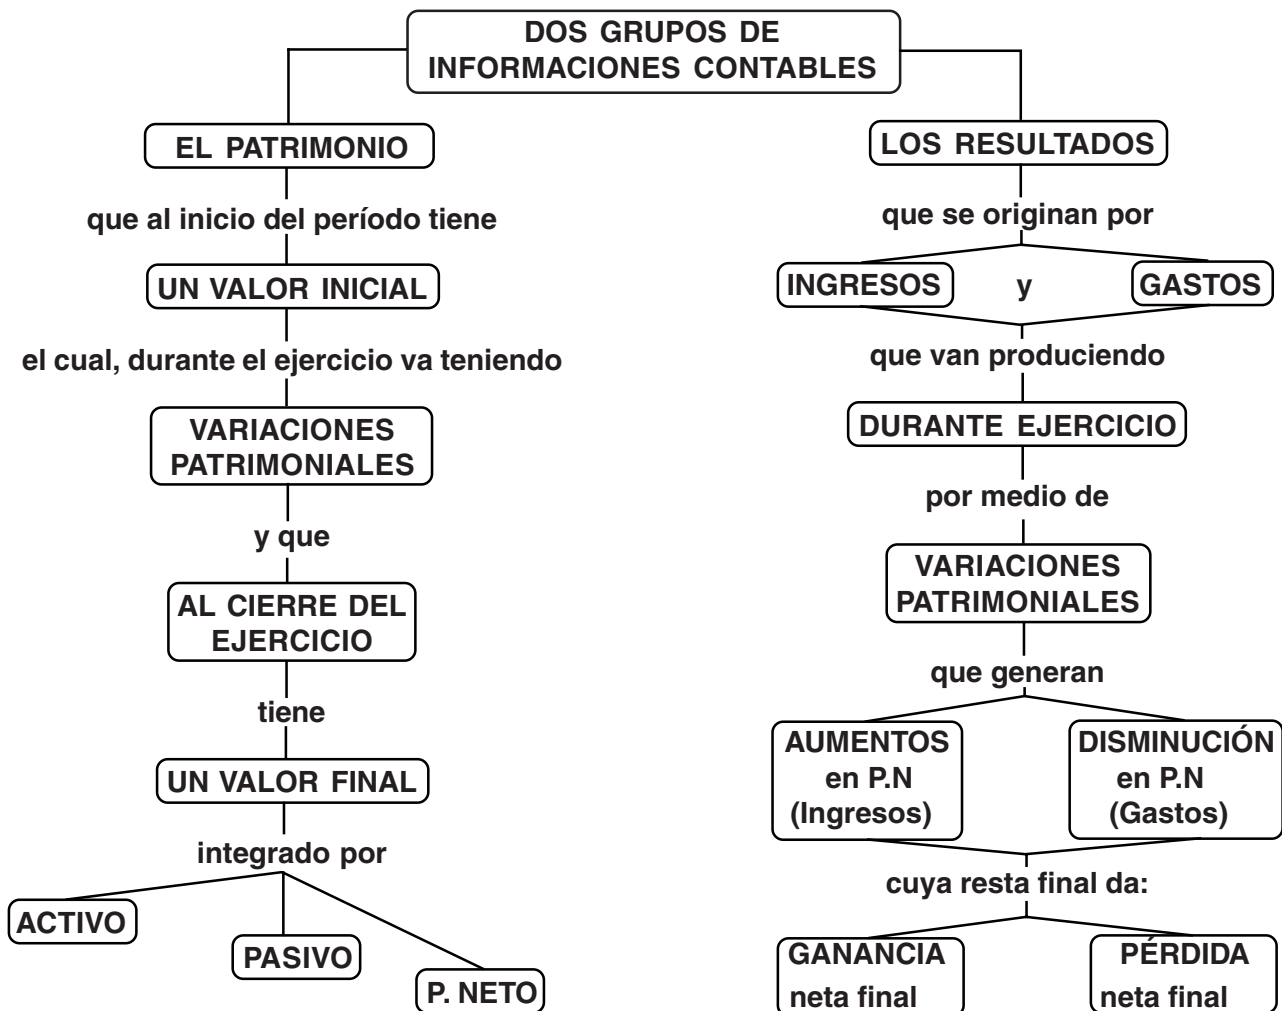 DOS GRUPOS DE
INFORMACIONES CONTABLES
EL PATRIMONIO
que al inicio del período tiene
UN VALOR INICIAL
el cual, durante el ejercicio va teniendo
VARIACIONES
PATRIMONIALES
y que
AL CIERRE DEL
EJERCICIO
tiene
UN VALOR FINAL
integrado por
ACTIVO
PASIVO
P. NETO
LOS RESULTADOS
que se originan por
INGRESOS y GASTOS
que van produciendo
DURANTE EJERCICIO
por medio de
VARIACIONES
PATRIMONIALES
que generan
AUMENTOS
en P.N
(Ingresos)
DISMINUCIÓN
en P.N
(Gastos)
cuya resta final da:
GANANCIA
neta final
PÉRDIDA
neta final